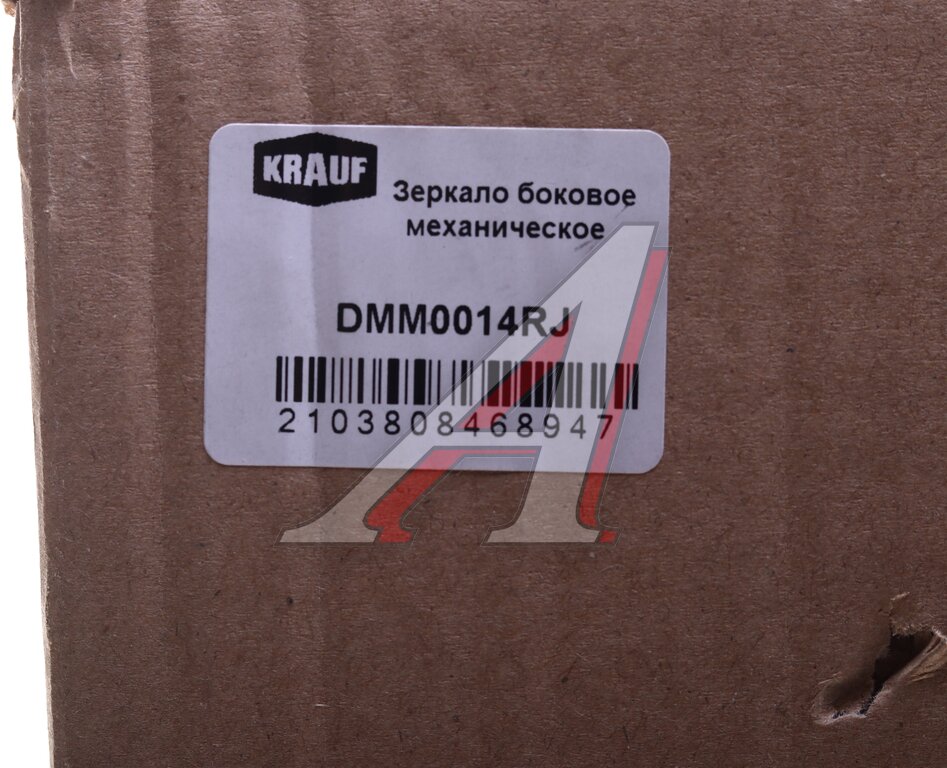 KRAUF
Зеркало боковое
механическое
DMM0014RJ
2103808468947